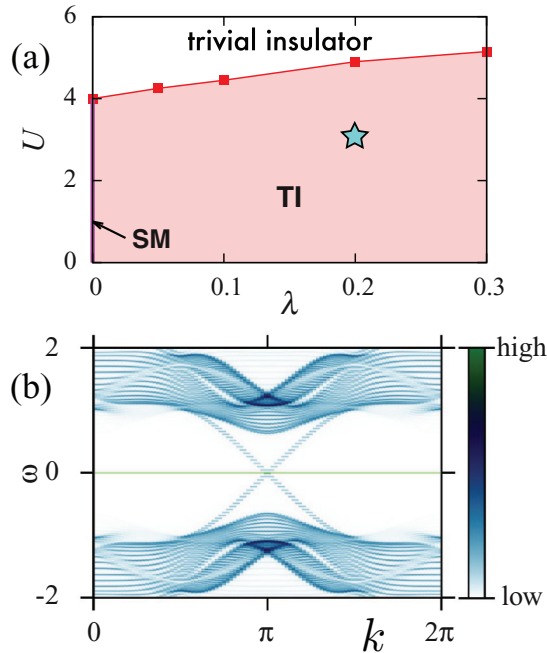 (a)
6
4
2
0
U
trivial insulator
TI
SM
0
0.1
0.2
0.3
λ
(b)
2
0
-2
ω
0
π
k
2π
high
low